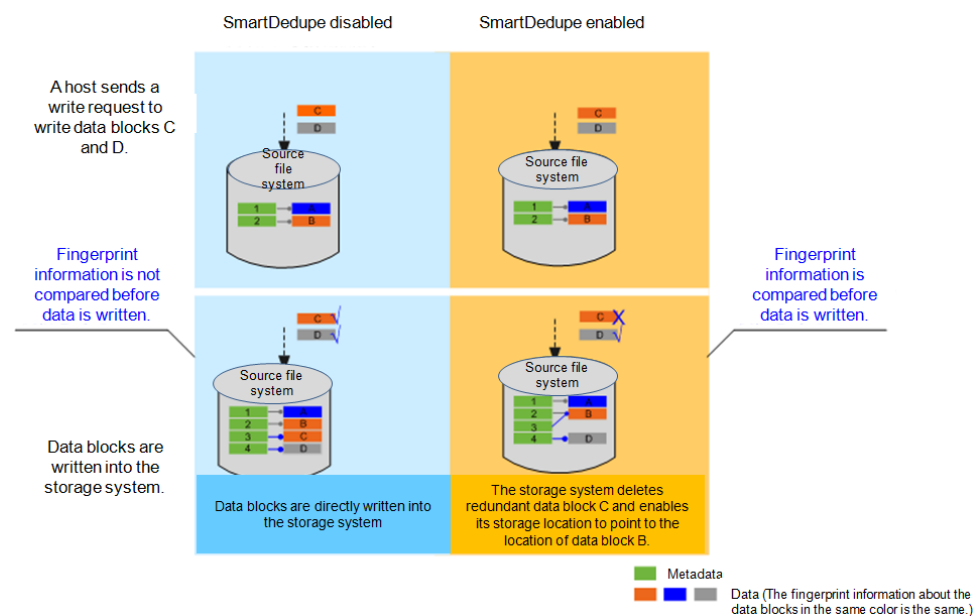 SmartDedupe disabled
SmartDedupe enabled
A host sends a
write request to
write data blocks C
and D.
C
D
Source
file
system
1 A
2 B
C
D
Source file
system
1 A
2 B
Fingerprint
information is not
compared before
data is written.
Fingerprint
information is
compared before
data is written.
Data blocks are
written into the
storage system.
C
D
Source file
system
1 A
2 B
3 C
4 D
Data blocks are directly written into
the storage system
C
D
Source file
system
1 A
2 B
3
4 D
The storage system deletes
redundant data block C and enables
its storage location to point to the
location of data block B.
Metadata
Data (The fingerprint information about the
data blocks in the same color is the same.)